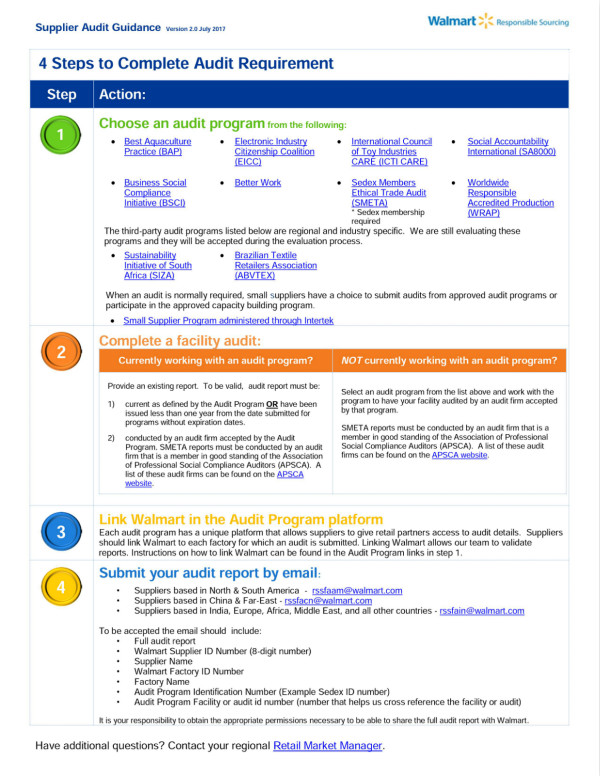 Supplier Audit Guidance Version 2.0 July 2017
Walmart Responsible Sourcing
4 Steps to Complete Audit Requirement
Step Action:
1
Choose an audit program from the following:
• Best Aquaculture
Practice (BAP)
• Electronic Industry
Citizenship Coalition
(EICC)
• International Council
of Toy Industries
CARE (ICTI CARE)
• Social Accountability
International (SA8000)
• Business Social
Compliance
Initiative (BSCI)
• Better Work
• Sedex Members
Ethical Trade Audit
(SMETA)
* Sedex membership
required
• Worldwide
Responsible
Accredited Production
(WRAP)
The third-party audit programs listed below are regional and industry specific. We are still evaluating these
programs and they will be accepted during the evaluation process.
• Sustainability
Initiative of South
Africa (SIZA)
• Brazilian Textile
Retailers Association
(ABVTEX)
When an audit is normally required, small suppliers have a choice to submit audits from approved audit programs or
participate in the approved capacity building program.
• Small Supplier Program administered through Intertek
2
Complete a facility audit:
Currently working with an audit program?
Provide an existing report. To be valid, audit report must be:
1) current as defined by the Audit Program OR have been
issued less than one year from the date submitted for
programs without expiration dates.
2) conducted by an audit firm accepted by the Audit
Program. SMETA reports must be conducted by an audit
firm that is a member in good standing of the Association
of Professional Social Compliance Auditors (APSCA). A
list of these audit firms can be found on the APSCA
website.
NOT currently working with an audit program?
Select an audit program from the list above and work with the
program to have your facility audited by an audit firm accepted
by that program.
SMETA reports must be conducted by an audit firm that is a
member in good standing of the Association of Professional
Social Compliance Auditors (APSCA). A list of these audit
firms can be found on the APSCA website.
3
Link Walmart in the Audit Program platform
Each audit program has a unique platform that allows suppliers to give retail partners access to audit details. Suppliers
should link Walmart to each factory for which an audit is submitted. Linking Walmart allows our team to validate
reports. Instructions on how to link Walmart can be found in the Audit Program links in step 1.
4
Submit your audit report by email:
• Suppliers based in North & South America - rssfaam@walmart.com
• Suppliers based in China & Far-East - rssfacn@walmart.com
• Suppliers based in India, Europe, Africa, Middle East, and all other countries - rssfain@walmart.com
To be accepted the email should include:
• Full audit report
• Walmart Supplier ID Number (8-digit number)
• Supplier Name
• Walmart Factory ID Number
• Factory Name
• Audit Program Identification Number (Example Sedex ID number)
• Audit Program Facility or audit id number (number that helps us cross reference the facility or audit)
It is your responsibility to obtain the appropriate permissions necessary to be able to share the full audit report with Walmart.
Have additional questions? Contact your regional Retail Market Manager.